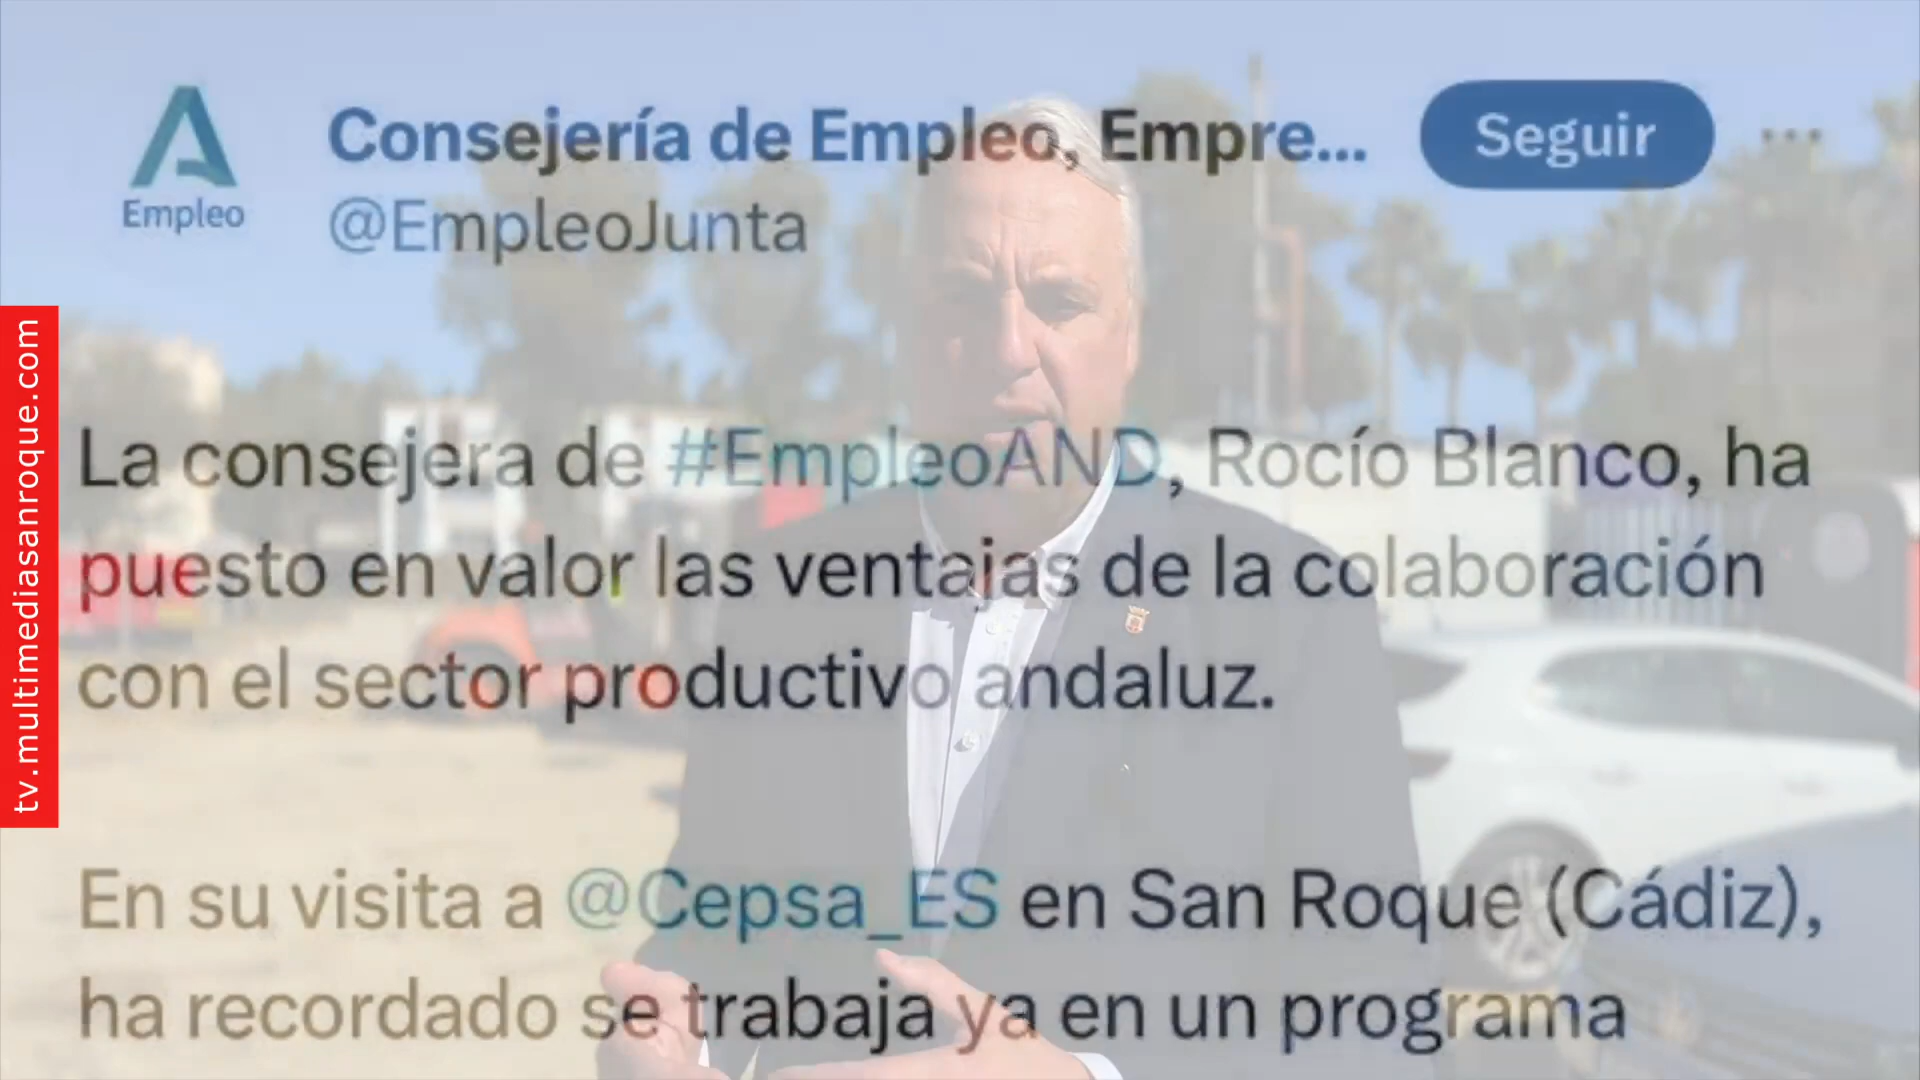 Consejería de Empleo, Empre...
Seguir
...
Empleo
@EmpleoJunta
La consejera de #EmpleoAND, Rocío Blanco, ha
puesto en valor las ventajas de la colaboración
con el sector productivo andaluz.
En su visita a @Cepsa_ES en San Roque (Cádiz),
ha recordado se trabaja ya en un programa
tv.multimediasanroque.com